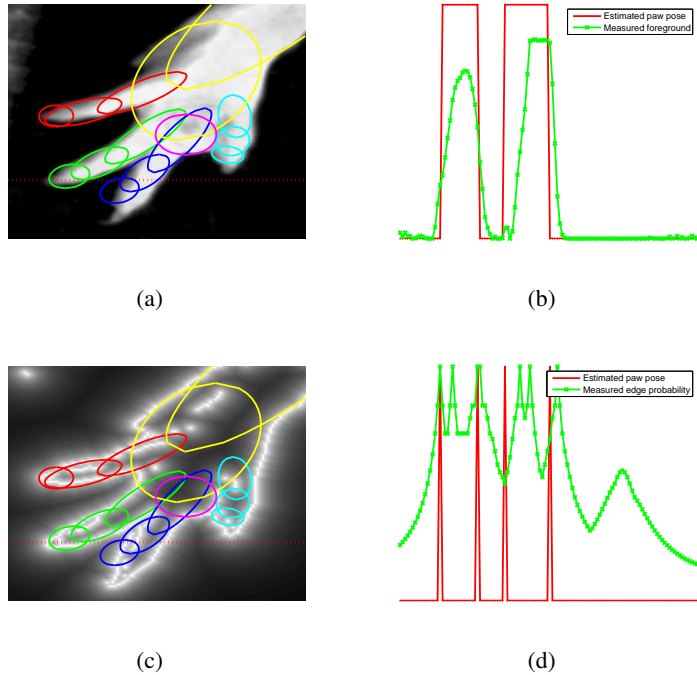 Estimated paw pose
Measured foreground
(a)
(b)
Estimated paw pose
Measured edge probability
(c)
(d)